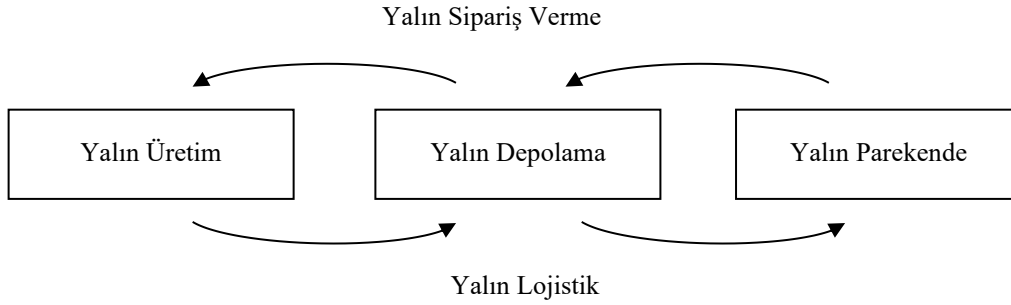 Yalın Sipariş Verme
Yalın Üretim
Yalın Depolama
Yalın Parekende
Yalın Lojistik